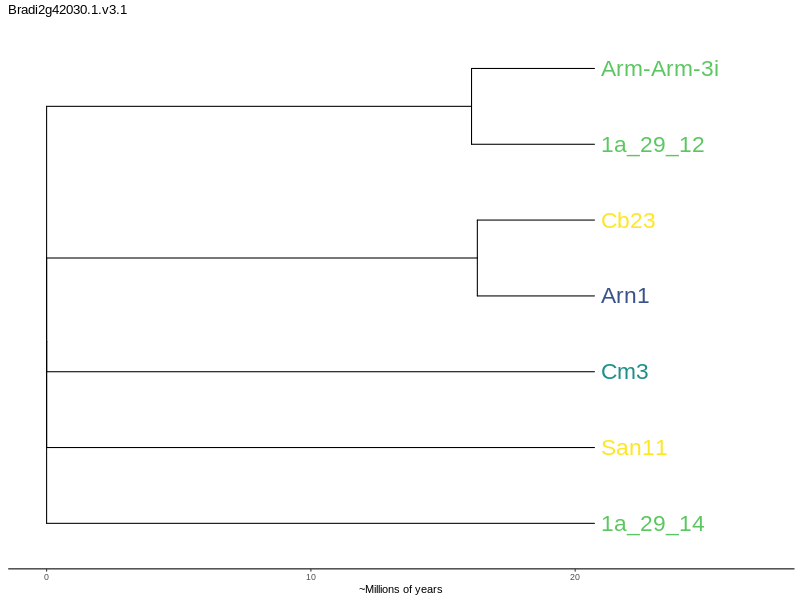 Bradi2g42030.1.v3.1
Arm-Arm-3i
1a_29_12
Cb23
Arn1
Cm3
San11
1a_29_14
0 10 20
~Millions of years